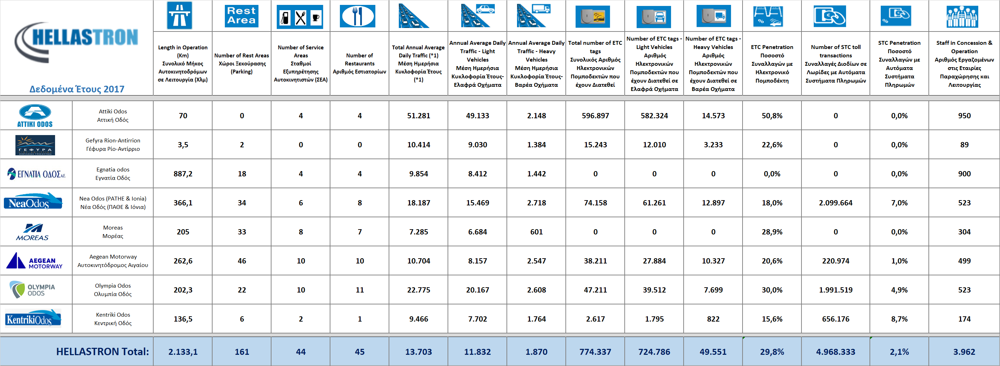 Rest
Area
%
€
%
€
HELLASTRON
Δεδομένα Έτους 2017
Length in Operation
(Km)
Συνολικό Μήκος
Αυτοκινητοδρόμων
σε Λειτουργία (Χλμ)
Number of Rest Areas
Χώροι Ξεκούρασης
(Parking)
Number of Service
Areas
Σταθμοί
Εξυπηρέτησης
Αυτοκινητιστών (ΣΕΑ)
Number of
Restaurants
Αριθμός Εστιατορίων
Total Annual Average
Daily Traffic (*1)
Μέση Ημερήσια
Κυκλοφορία Έτους
(*1)
Annual Average Daily
Traffic - Light
Vehicles
Μέση Ημερήσια
Κυκλοφορία Έτους-
Ελαφρά Οχήματα
Annual Average Daily
Traffic - Heavy
Vehicles
Μέση Ημερήσια
Κυκλοφορία Έτους-
Βαρέα Οχήματα
Total number of ETC
tags
Συνολικός Αριθμός
Ηλεκτρονικών
Πομποδεκτών που
έχουν Διατεθεί
Number of ETC tags -
Light Vehicles
Αριθμός
Ηλεκτρονικών
Πομποδεκτών που
έχουν Διατεθεί σε
Ελαφρά Οχήματα
Number of ETC tags -
Heavy Vehicles
Αριθμός
Ηλεκτρονικών
Πομποδεκτών που
έχουν Διατεθεί σε
Βαρέα Οχήματα
ETC Penetration
Ποσοστό
Συναλλαγών με
Ηλεκτρονικό
Πομποδέκτη
Number of STC toll
transactions
Συναλλαγές Διοδίων σε
Λωρίδες με Αυτόματα
Συστήματα Πληρωμών
STC Penetration
Ποσοστό
Συναλλαγών με
Αυτόματα
Συστήματα
Πληρωμών
Staff in Concession &
Operation
Αριθμός Εργαζομένων
στις Εταιρίες
Παραχώρησης και
Λειτουργίας
ATTIKI ODOS
Attiki Odos
Αττική Οδός
70 0 4 4 51.281 49.133 2.148 596.897 582.324 14.573 50,8% 0 0,0% 950
ΓΕΦΥΡΑ
ΡΙΟΥ-ΑΝΤΙΡΡΙΟΥ
ΧΑΡΙΛΑΟΣ ΤΡΙΚΟΥΠΗΣ
Gefyra Rion-Antirrion
Γέφυρα Ρίο-Αντίρριο
3,5 2 0 0 10.414 9.030 1.384 15.243 12.010 3.233 22,6% 0 0,0% 89
ΕΓΝΑΤΙΑ ΟΔΟΣ Α.Ε.
Egnatia odos
Εγνατία Οδός
887,2 18 4 4 9.854 8.412 1.442 0 0 0 0,0% 0 0,0% 900
NeaOdos
Nea Odos (PATHE & Ionia)
Νέα Οδός (ΠΑΘΕ & Ιόνια)
366,1 34 6 8 18.187 15.469 2.718 74.158 61.261 12.897 18,0% 2.099.664 7,0% 523
MOREAS
Moreas
Μορέας
205 33 8 7 7.285 6.684 601 0 0 0 28,9% 0 0,0% 304
AEGEAN
MOTORWAY
Aegean Motorway
Αυτοκινητόδρομος Αιγαίου
262,6 46 10 10 10.704 8.157 2.547 38.211 27.884 10.327 20,6% 220.974 1,0% 499
OLYMPIA
ODOS
Olympia Odos
Ολυμπία Οδός
202,3 22 10 11 22.775 20.167 2.608 47.211 39.512 7.699 30,0% 1.991.519 4,9% 523
KentrikiOdos
Kentriki Odos
Κεντρική Οδός
136,5 6 2 1 9.466 7.702 1.764 2.617 1.795 822 15,6% 656.176 8,7% 174
HELLASTRON Total: 2.133,1 161 44 45 13.703 11.832 1.870 774.337 724.786 49.551 29,8% 4.968.333 2,1% 3.962